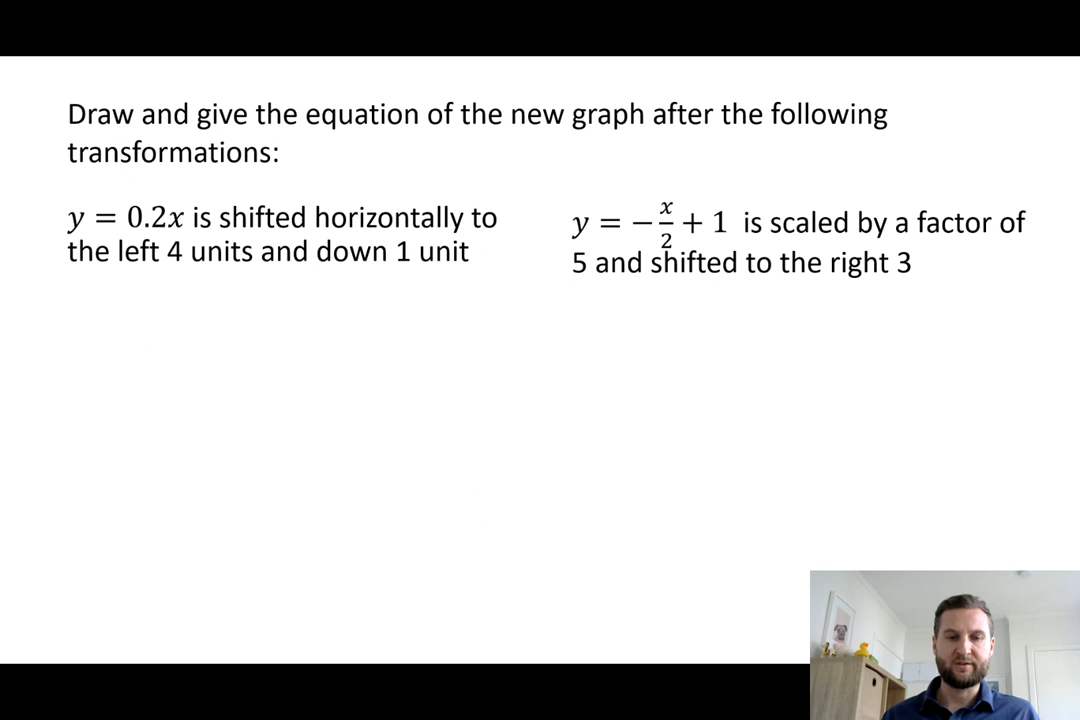 Draw and give the equation of the new graph after the following
transformations:
y = 0.2x is shifted horizontally to
the left 4 units and down 1 unit
y = −x/2 + 1 is scaled by a factor of
5 and shifted to the right 3